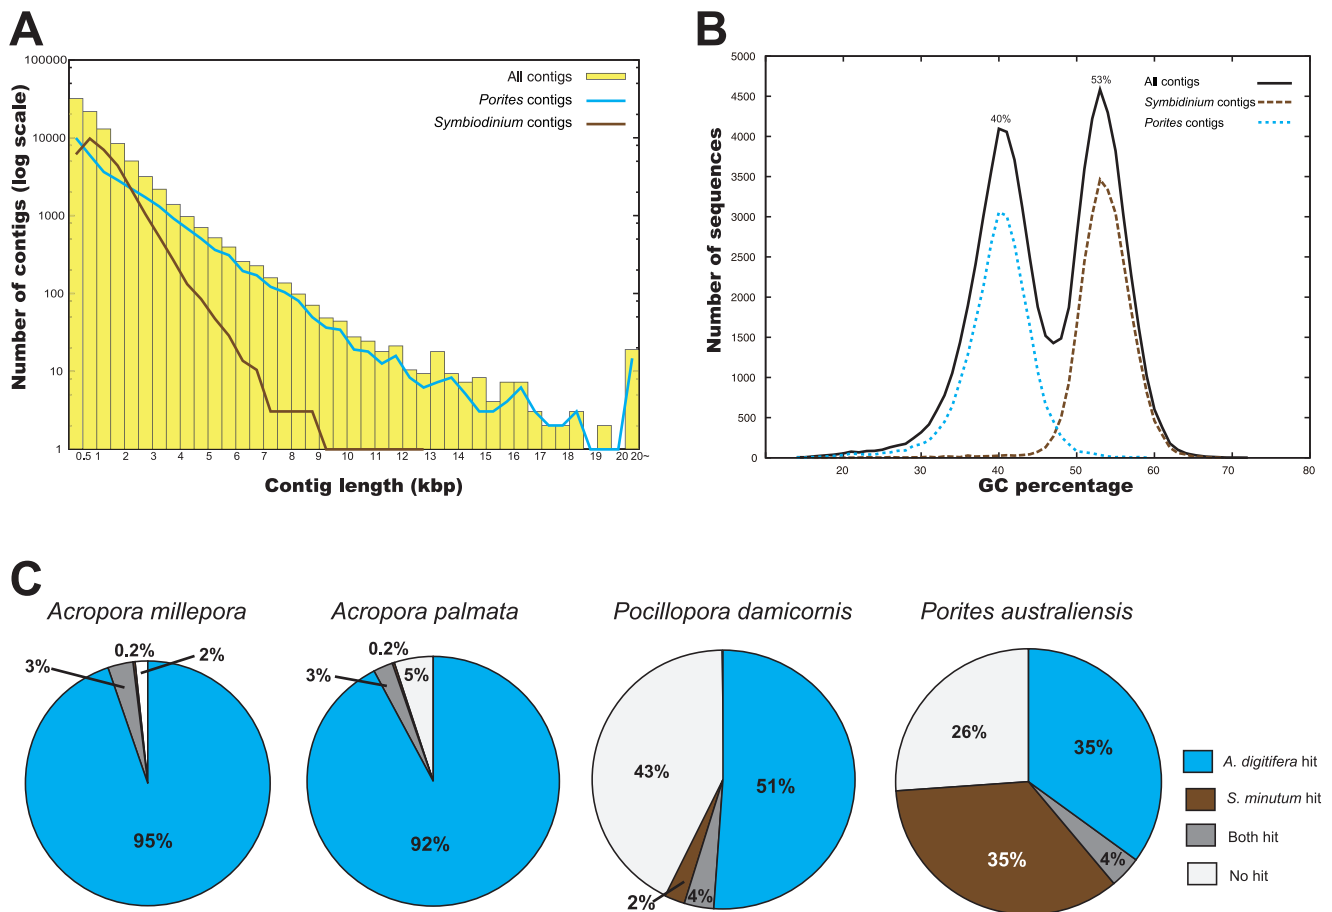 A
100000
10000
1000
100
10
1
Number of contigs (log scale)
All contigs
Porites contigs
Symbiodinium contigs
0.5 1 2 3 4 5 6 7 8 9 10 11 12 13 14 15 16 17 18 19 20 20~
Contig length (kbp)
B
5000
4500
4000
3500
3000
2500
2000
1500
1000
500
0
Number of sequences
40%
53%
All contigs
Symbidinium contigs
Porites contigs
20 30 40 50 60 70 80
GC percentage
C
Acropora millepora
3%
0.2%
2%
95%
Acropora palmata
3%
0.2%
5%
92%
Pocillopora damicornis
43%
51%
2%
4%
Porites australiensis
26%
35%
35%
4%
A. digitifera hit
S. minutum hit
Both hit
No hit